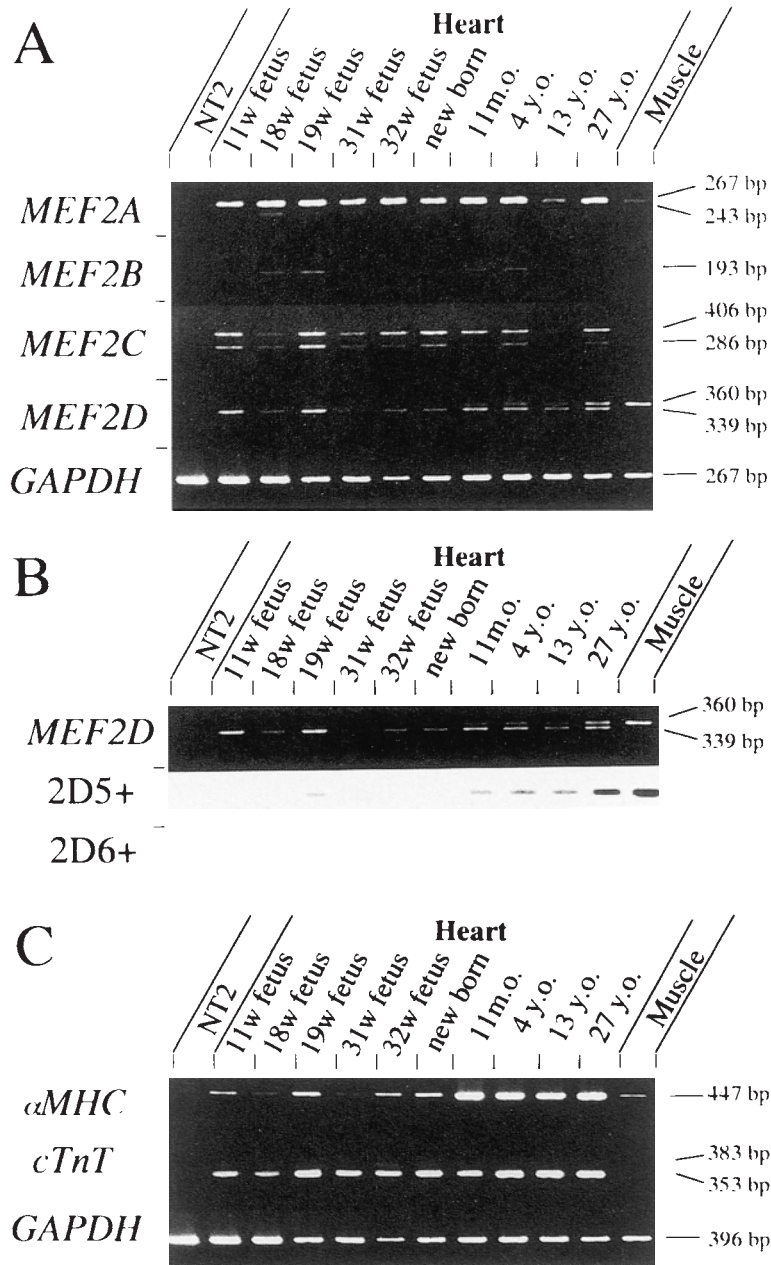 A
Heart
NT2
11w fetus
18w fetus
19w fetus
31w fetus
32w fetus
new born
11m.o.
4 y.o.
13 y.o.
27 y.o.
Muscle
MEF2A
267 bp
243 bp
MEF2B
193 bp
MEF2C
406 bp
286 bp
MEF2D
360 bp
339 bp
GAPDH
267 bp
B
Heart
NT2
11w fetus
18w fetus
19w fetus
31w fetus
32w fetus
new born
11m.o.
4 y.o.
13 y.o.
27 y.o.
Muscle
MEF2D
360 bp
339 bp
2D5+
2D6+
C
Heart
NT2
11w fetus
18w fetus
19w fetus
31w fetus
32w fetus
new born
11m.o.
4 y.o.
13 y.o.
27 y.o.
Muscle
αMHC
447 bp
cTnT
383 bp
353 bp
GAPDH
396 bp